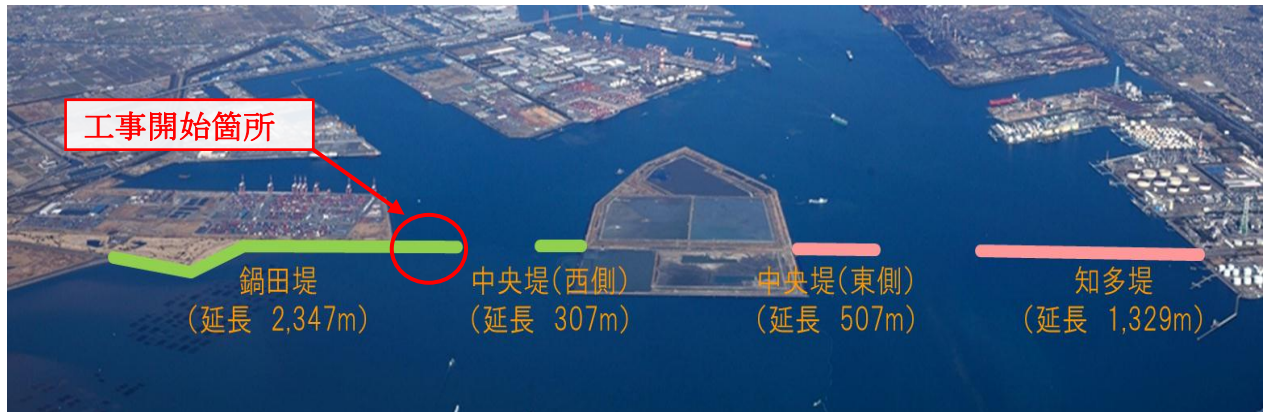 工事開始箇所
鍋田堤
(延長 2,347m)
中央堤(西側)
(延長 307m)
中央堤(東側)
(延長 507m)
知多堤
(延長 1,329m)